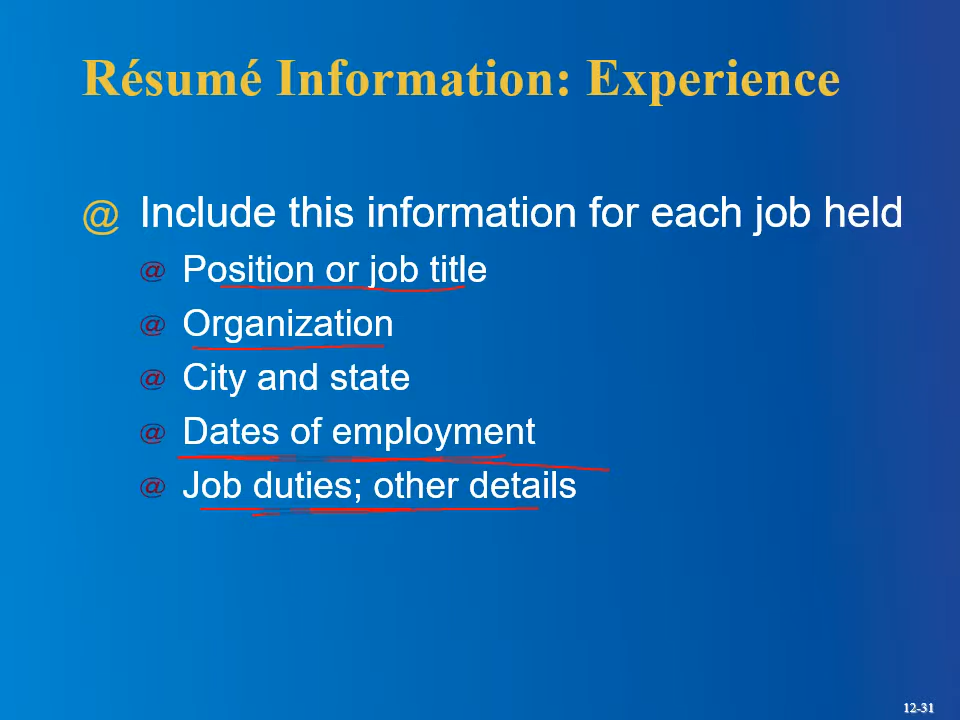 Résumé Information: Experience
@ Include this information for each job held
@ Position or job title
@ Organization
@ City and state
@ Dates of employment
@ Job duties; other details
12-31